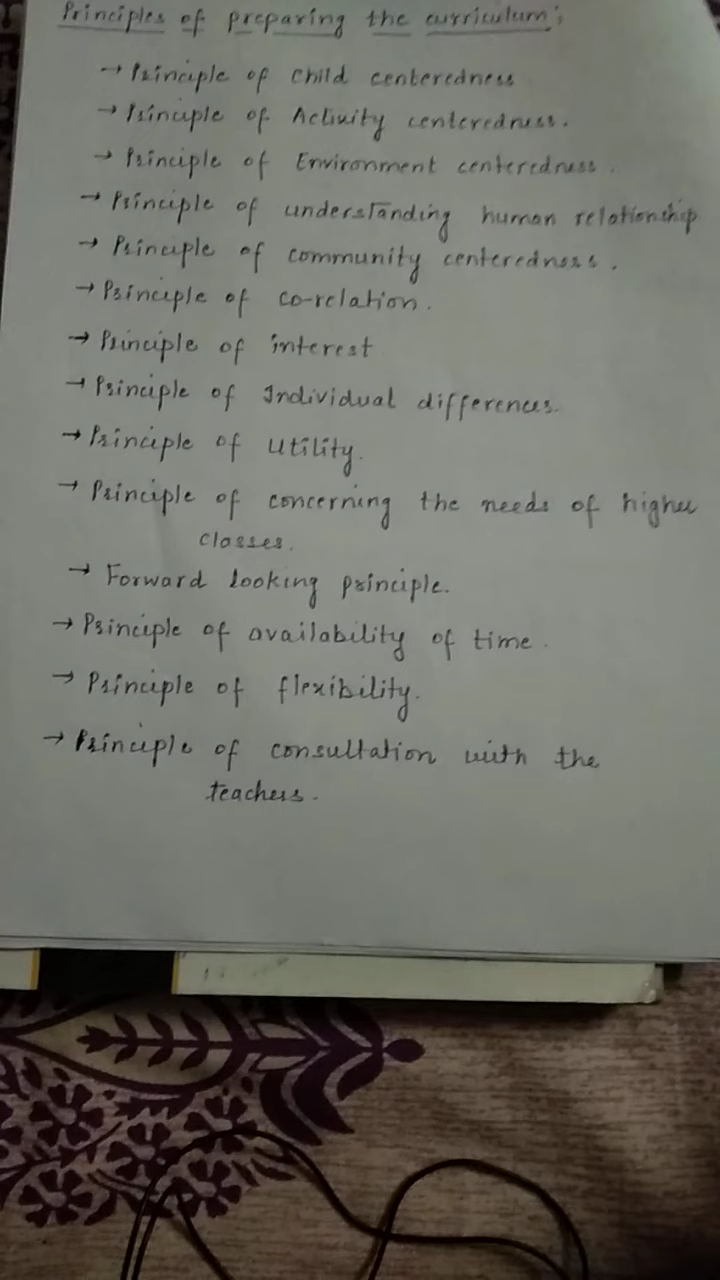 Principles of preparing the curriculum:
→ Principle of child centeredness
→ Principle of Activity centeredness.
→ Principle of Environment centeredness.
→ Principle of understanding human relationship
→ Principle of community centeredness.
→ Principle of co-relation.
→ Principle of interest
→ Principle of Individual differences.
→ Principle of Utility.
→ Principle of concerning the needs of higher
classes.
→ Forward looking principle.
→ Principle of availability of time.
→ Principle of flexibility.
→ Principle of consultation with the
teachers.